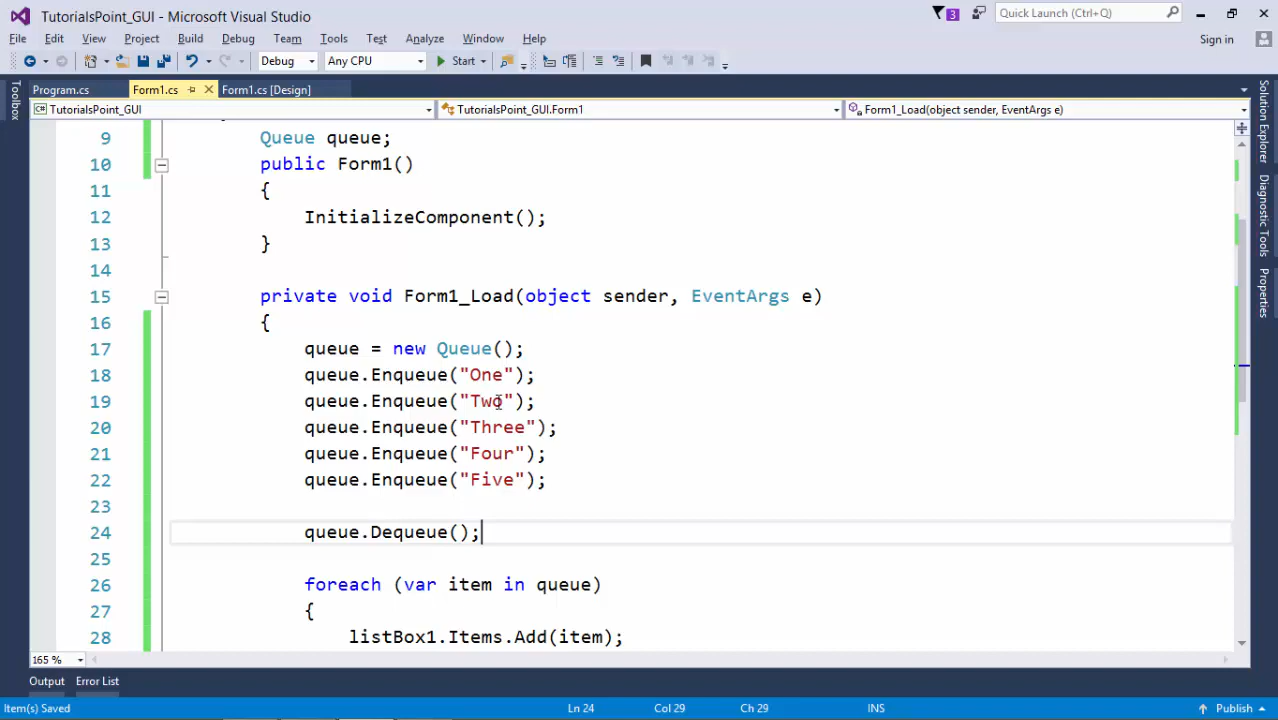 TutorialsPoint_GUI - Microsoft Visual Studio
3
Quick Launch (Ctrl+Q)
File Edit View Project Build Debug Team Tools Test Analyze Window Help
Sign in
Debug Any CPU Start
Program.cs Form1.cs Form1.cs [Design]
TutorialsPoint_GUI TutorialsPoint_GUI.Form1 Form1_Load(object sender, EventArgs e)
Toolbox
Solution Explorer
Diagnostic Tools
Properties
9 Queue queue;
10 public Form1()
11 {
12 InitializeComponent();
13 }
14
15 private void Form1_Load(object sender, EventArgs e)
16 {
17 queue = new Queue();
18 queue.Enqueue("One");
19 queue.Enqueue("Two");
20 queue.Enqueue("Three");
21 queue.Enqueue("Four");
22 queue.Enqueue("Five");
23
24 queue.Dequeue();
25
26 foreach (var item in queue)
27 {
28 listBox1.Items.Add(item);
165 %
Output Error List
Item(s) Saved Ln 24 Col 29 Ch 29 INS Publish